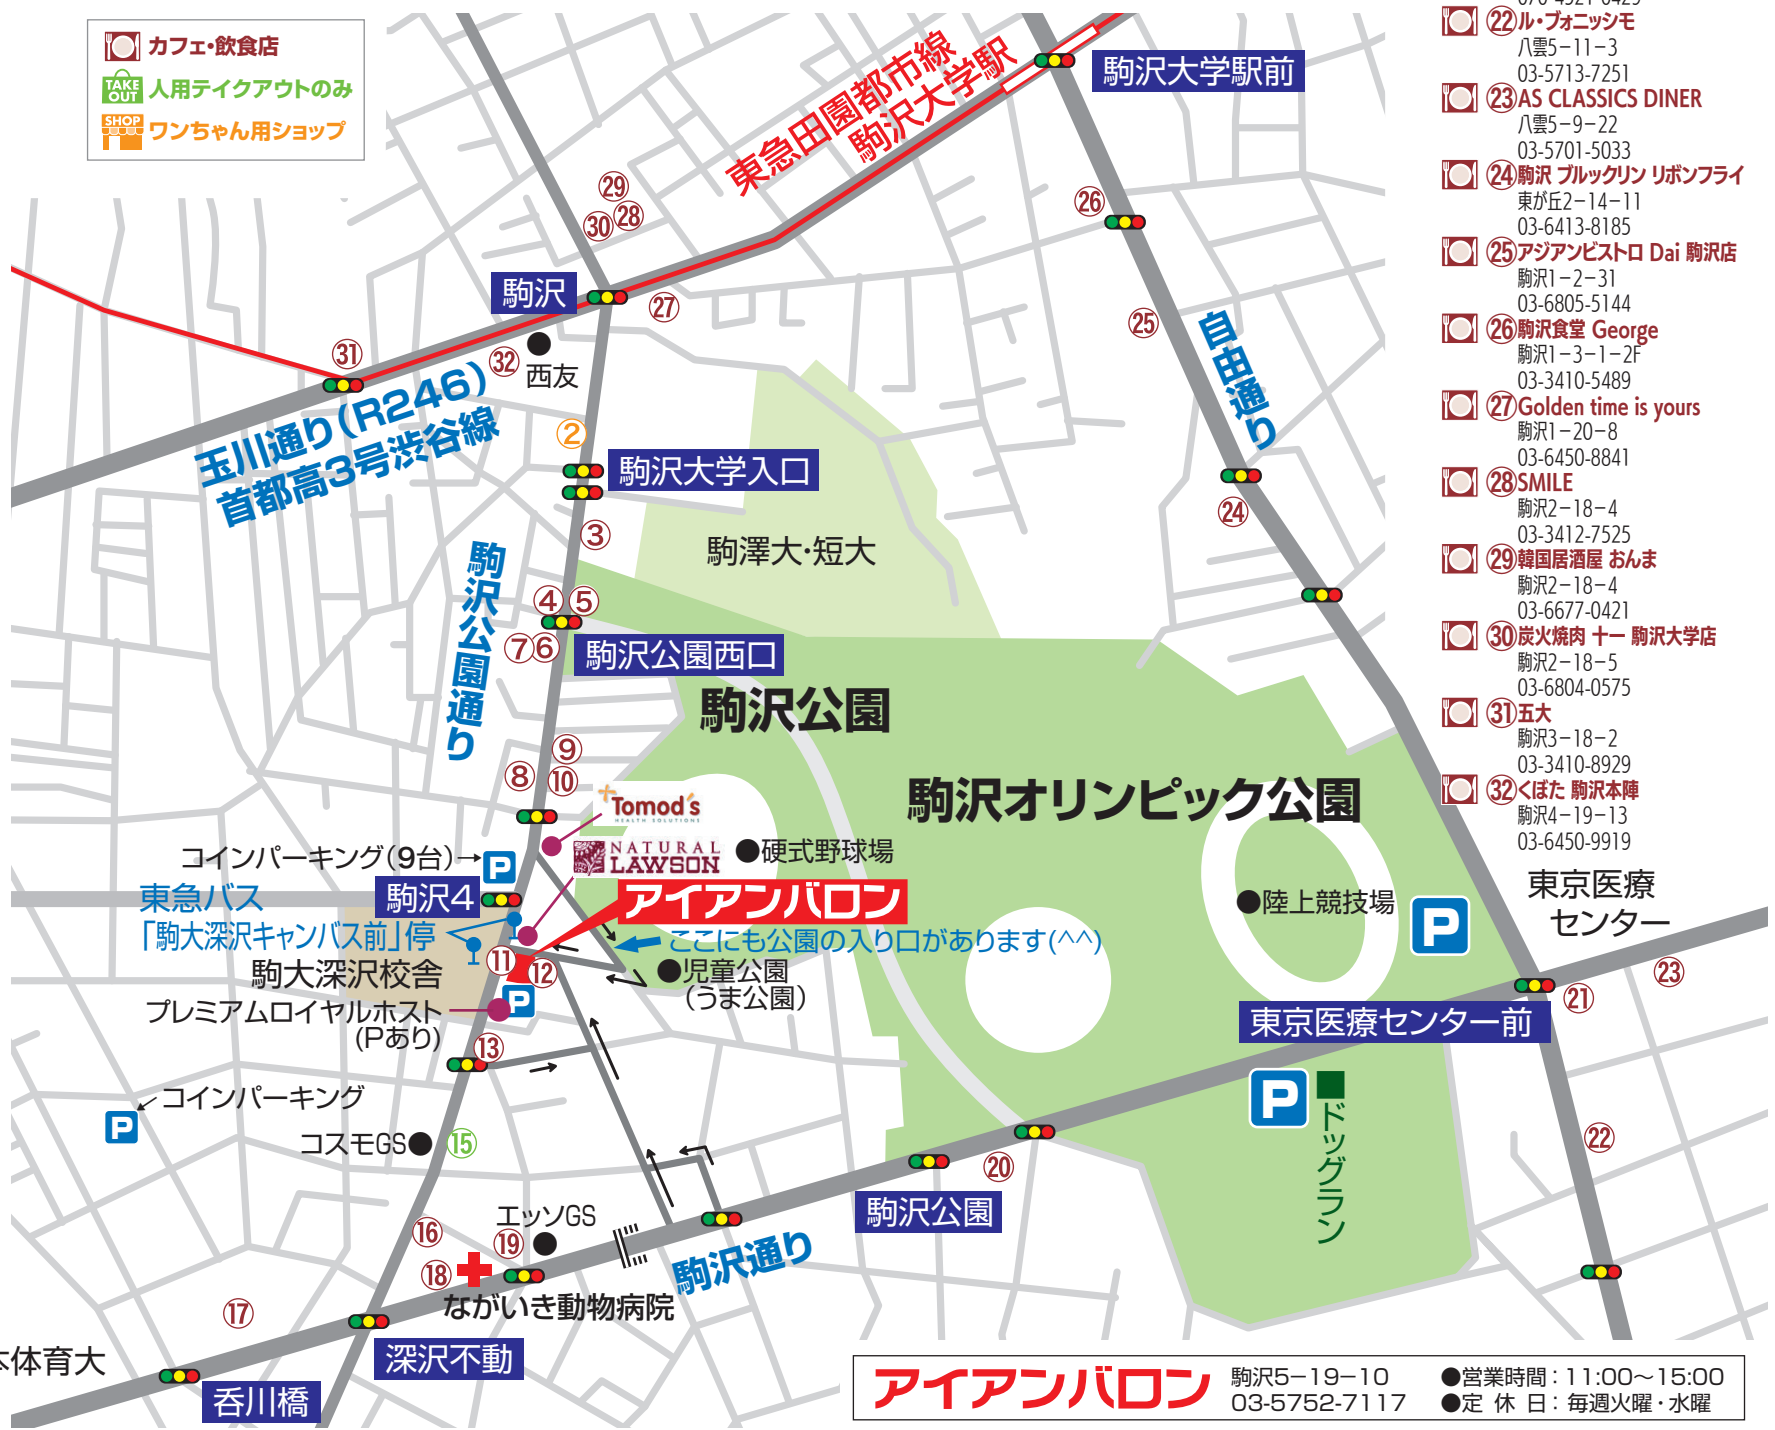 カフェ・飲食店
TAKE OUT
人用テイクアウトのみ
SHOP
ワンちゃん用ショップ
東急田園都市線
駒沢大学駅
駒沢大学駅前
㉙
㉚
㉘
㉖
駒沢
㉗
㉕
自由通り
㉛
㉜
西友
玉川通り(R246)
首都高3号渋谷線
②
駒沢大学入口
㉔
③
駒澤大・短大
駒沢公園通り
④
⑤
⑦
⑥
駒沢公園西口
駒沢公園
⑨
⑧
⑩
Tomod's
HEALTH SOLUTIONS
駒沢オリンピック公園
NATURAL
LAWSON
●硬式野球場
コインパーキング(9台)→
P
東急バス
「駒大深沢キャンパス前」停
駒沢4
アイアンバロン
ここにも公園の入り口があります(^^)
●陸上競技場
P
東京医療
センター
駒大深沢校舎
⑪
⑫
●児童公園
(うま公園)
プレミアムロイヤルホスト
(Pあり)
P
㉓
㉑
東京医療センター前
⑬
コインパーキング
P
P
■ドッグラン
コスモGS●
⑮
㉒
⑳
駒沢公園
⑯
エッソGS
⑲
⑱
駒沢通り
ながいき動物病院
⑰
本体育大
深沢不動
呑川橋
㉒ル・ブォニッシモ
八雲5−11−3
03-5713-7251
㉓AS CLASSICS DINER
八雲5−9−22
03-5701-5033
㉔駒沢 ブルックリン リボンフライ
東が丘2−14−11
03-6413-8185
㉕アジアンビストロ Dai 駒沢店
駒沢1−2−31
03-6805-5144
㉖駒沢食堂 George
駒沢1−3−1−2F
03-3410-5489
㉗Golden time is yours
駒沢1−20−8
03-6450-8841
㉘SMILE
駒沢2−18−4
03-3412-7525
㉙韓国居酒屋 おんま
駒沢2−18−4
03-6677-0421
㉚炭火焼肉 十一 駒沢大学店
駒沢2−18−5
03-6804-0575
㉛五大
駒沢3−18−2
03-3410-8929
㉜くぼた 駒沢本陣
駒沢4−19−13
03-6450-9919
アイアンバロン
駒沢5−19−10
03-5752-7117
●営業時間：11:00〜15:00
●定 休 日：毎週火曜・水曜